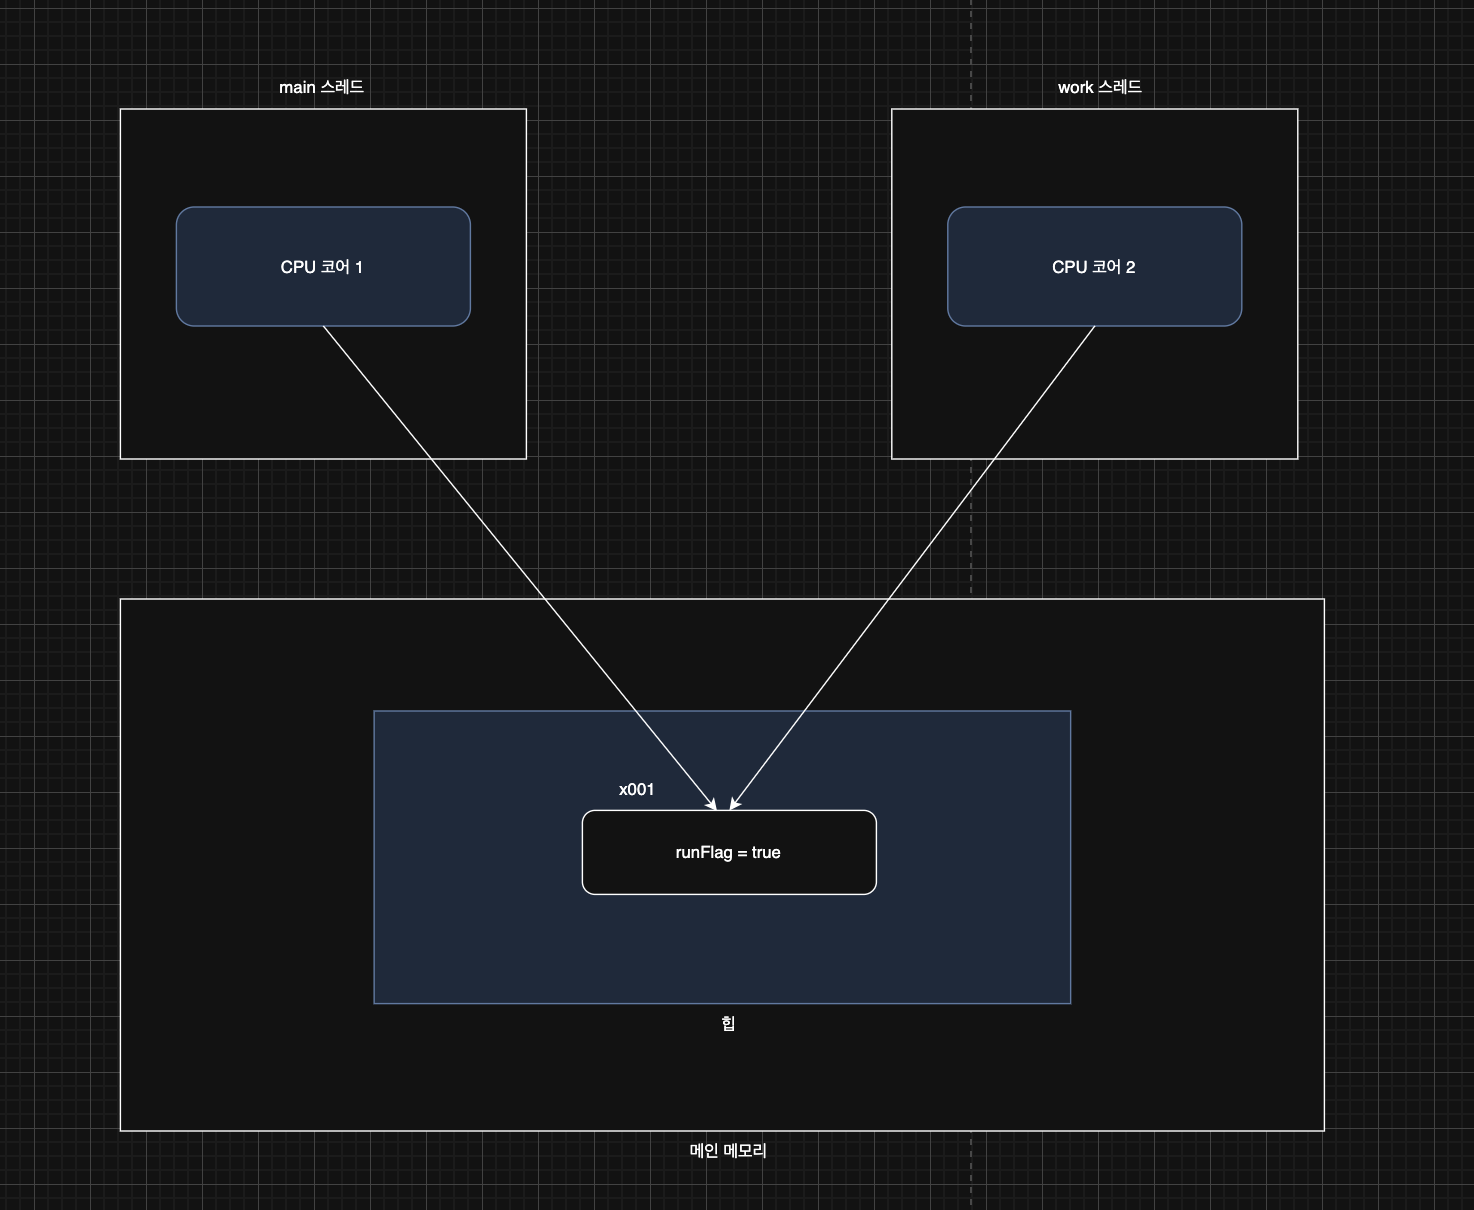 main 스레드
work 스레드
CPU 코어 1
CPU 코어 2
x001
runFlag = true
힙
메인 메모리